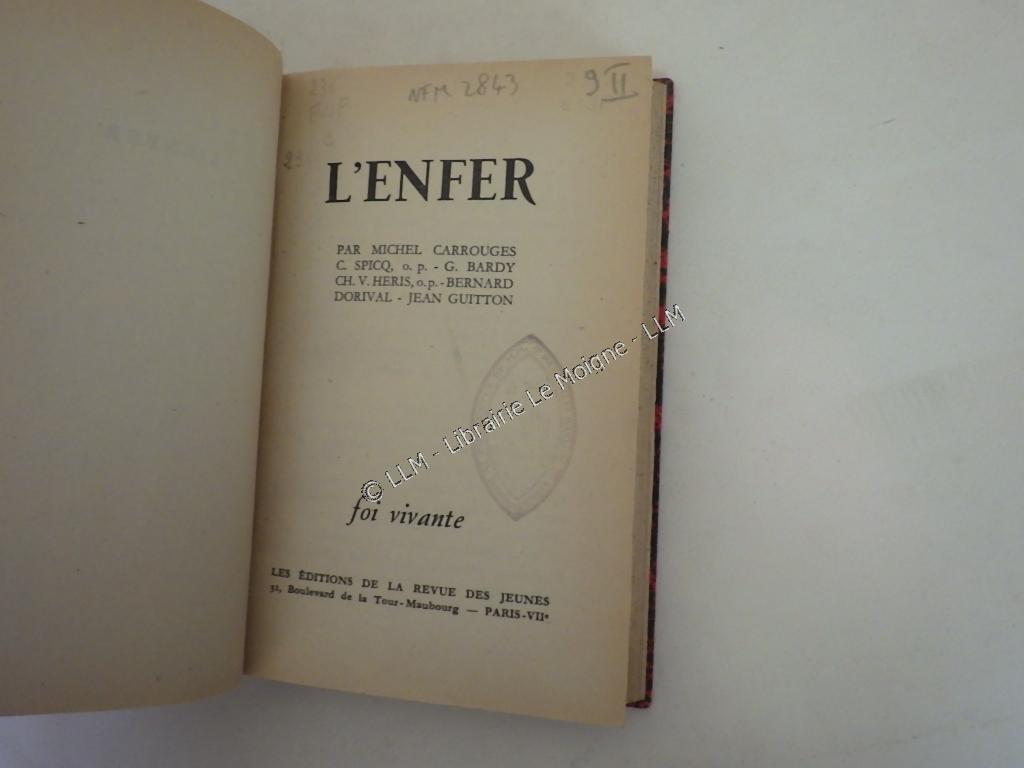 NFM 2843
9 II
L'ENFER
PAR MICHEL CARROUGES
C. SPICQ, o. p. - G. BARDY
CH. V. HERIS, o. p. - BERNARD
DORIVAL - JEAN GUITTON
© LLM - Librairie Le Moigne - LLM
foi vivante
LES ÉDITIONS DE LA REVUE DES JEUNES
31, Boulevard de la Tour-Maubourg — PARIS-VIIe